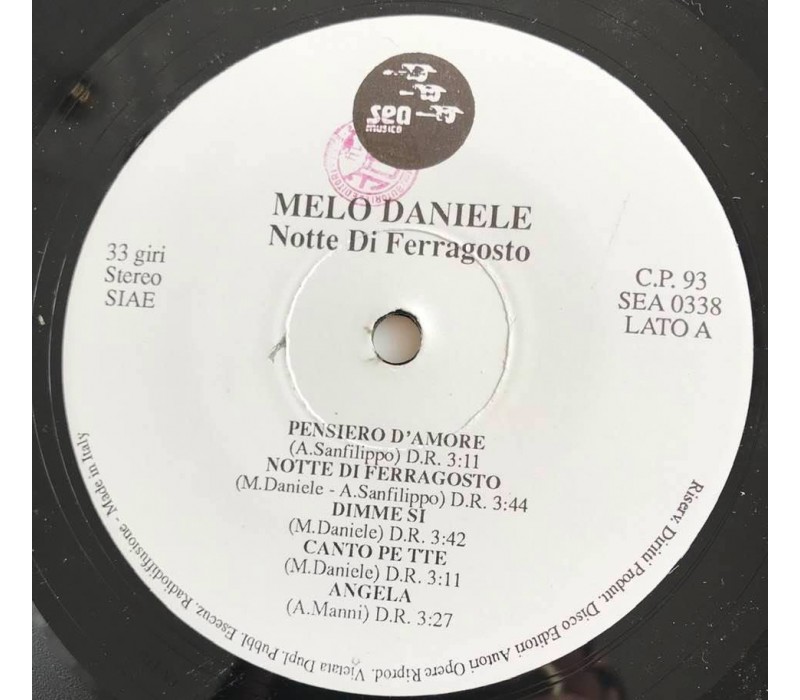 sea
musica
MELO DANIELE
Notte Di Ferragosto
33 giri
Stereo
SIAE
C.P. 93
SEA 0338
LATO A
PENSIERO D'AMORE
(A.Sanfilippo) D.R. 3:11
NOTTE DI FERRAGOSTO
(M.Daniele - A.Sanfilippo) D.R. 3:44
DIMME SI
(M.Daniele) D.R. 3:42
CANTO PE TTE
(M.Daniele) D.R. 3:11
ANGELA
(A.Manni) D.R. 3:27
Riserv. Diritti Produtt. Disco Editori Autori Opere Riprod. Vietata Dupl. Pubbl. Esecuz. Radiodiffusione - Made in Italy